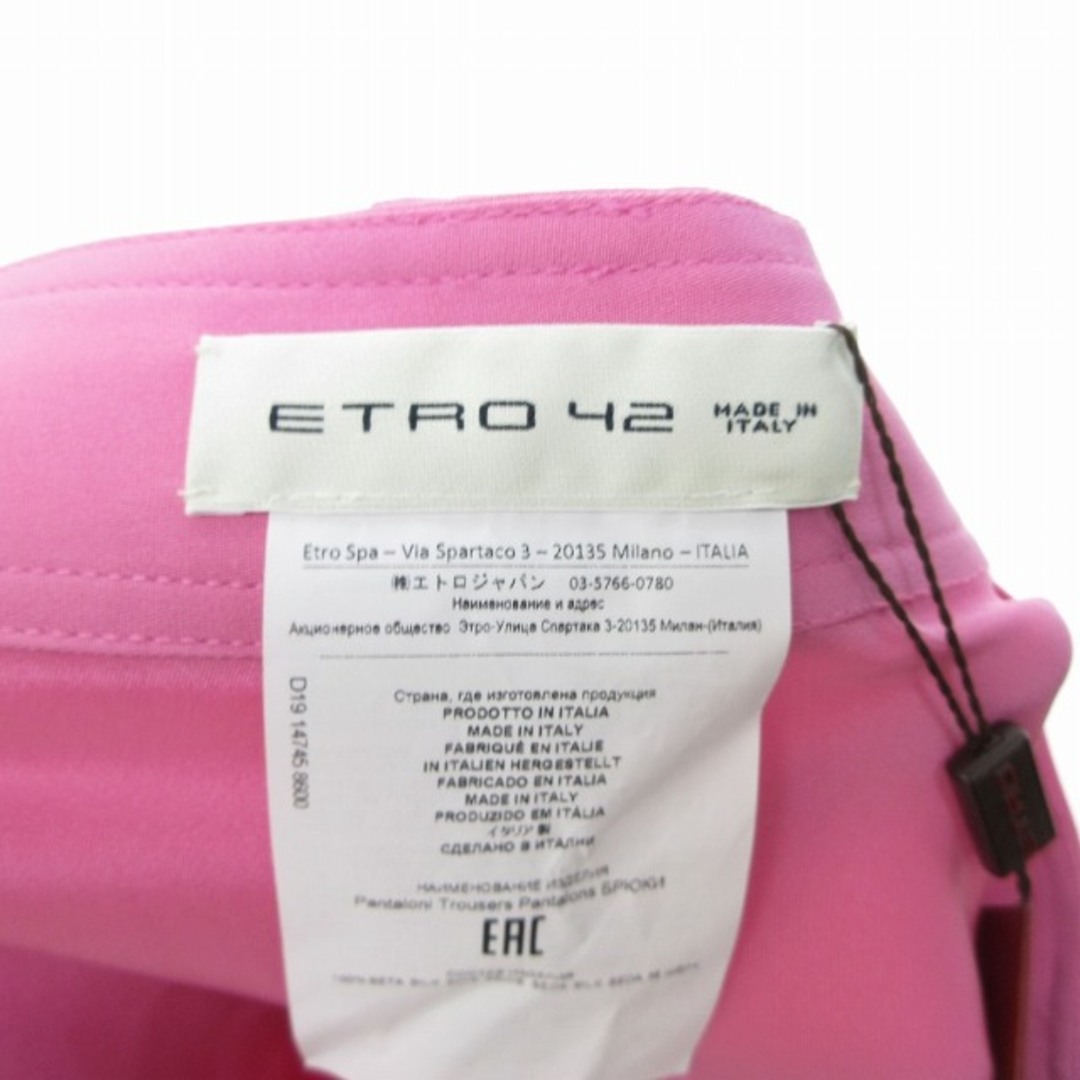 ETRO 42 MADE IN ITALY
Etro Spa – Via Spartaco 3 – 20135 Milano – ITALIA
㈱エトロジャパン 03-5766-0780
Наименование и адрес
Акционерное общество Этро-Улица Спартака 3-20135 Милан-(Италия)
D19 14745 8600
Страна, где изготовлена продукция
PRODOTTO IN ITALIA
MADE IN ITALY
FABRIQUÉ EN ITALIE
IN ITALIEN HERGESTELLT
FABRICADO EN ITALIA
MADE IN ITALY
PRODUZIDO EM ITÀLIA
イタリア製
СДЕЛАНО В ИТАЛИИ
НАИМЕНОВАНИЕ ИЗДЕЛИЯ
Pantaloni Trousers Pantalons БРЮКИ
EAC
100% SETA SILK